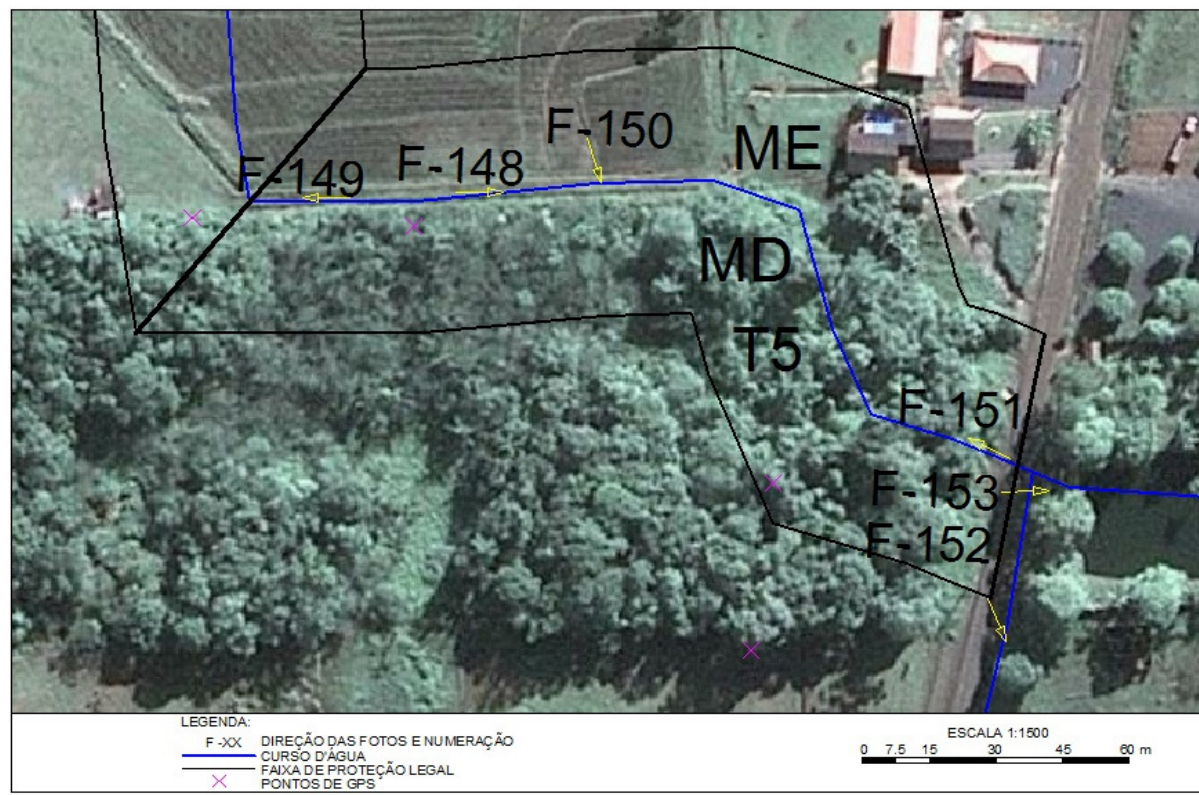 F-150
ME
F-149
F-148
MD
T5
F-151
F-153
F-152
LEGENDA:
F -XX DIREÇÃO DAS FOTOS E NUMERAÇÃO
CURSO D'ÁGUA
FAIXA DE PROTEÇÃO LEGAL
PONTOS DE GPS
ESCALA 1:1500
0 7.5 15 30 45 60 m